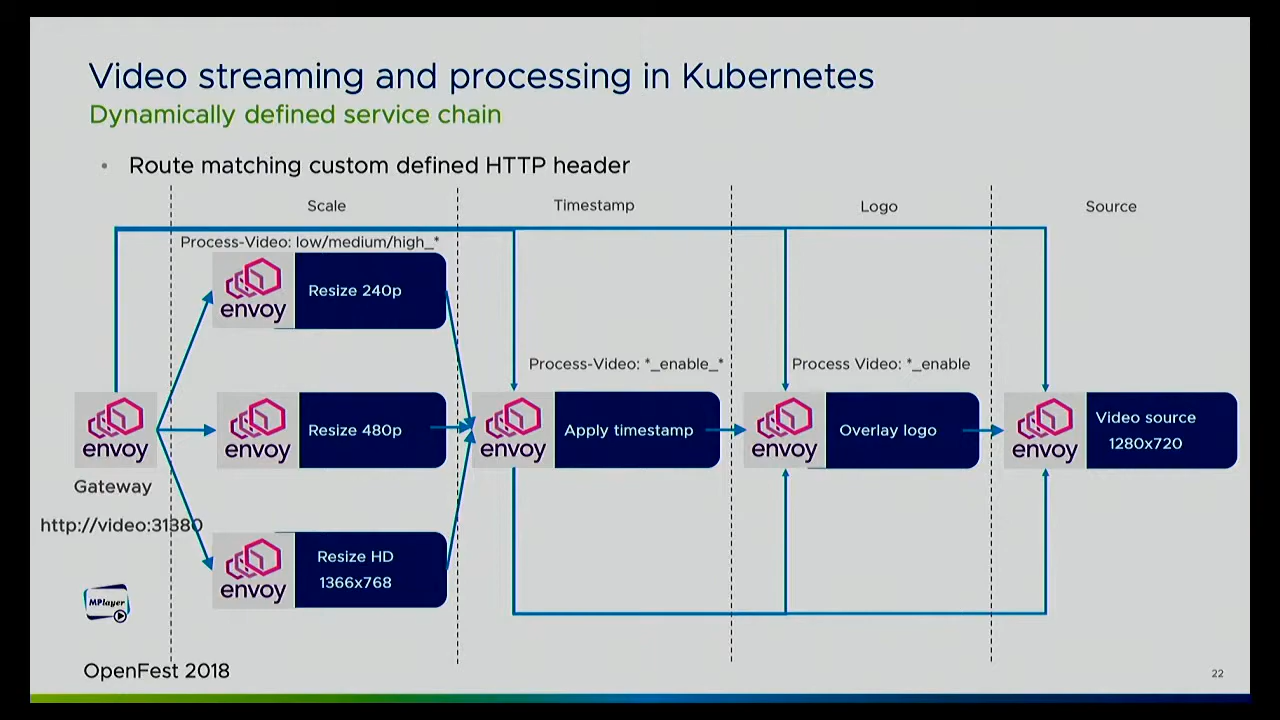 Video streaming and processing in Kubernetes
Dynamically defined service chain
• Route matching custom defined HTTP header
Scale
Timestamp
Logo
Source
Process-Video: low/medium/high_*
envoy
Resize 240p
Process-Video: *_enable_*
Process Video: *_enable
envoy
envoy
Resize 480p
envoy
Apply timestamp
envoy
Overlay logo
envoy
Video source
1280x720
Gateway
http://video:31380
envoy
Resize HD
1366x768
MPlayer
OpenFest 2018
22